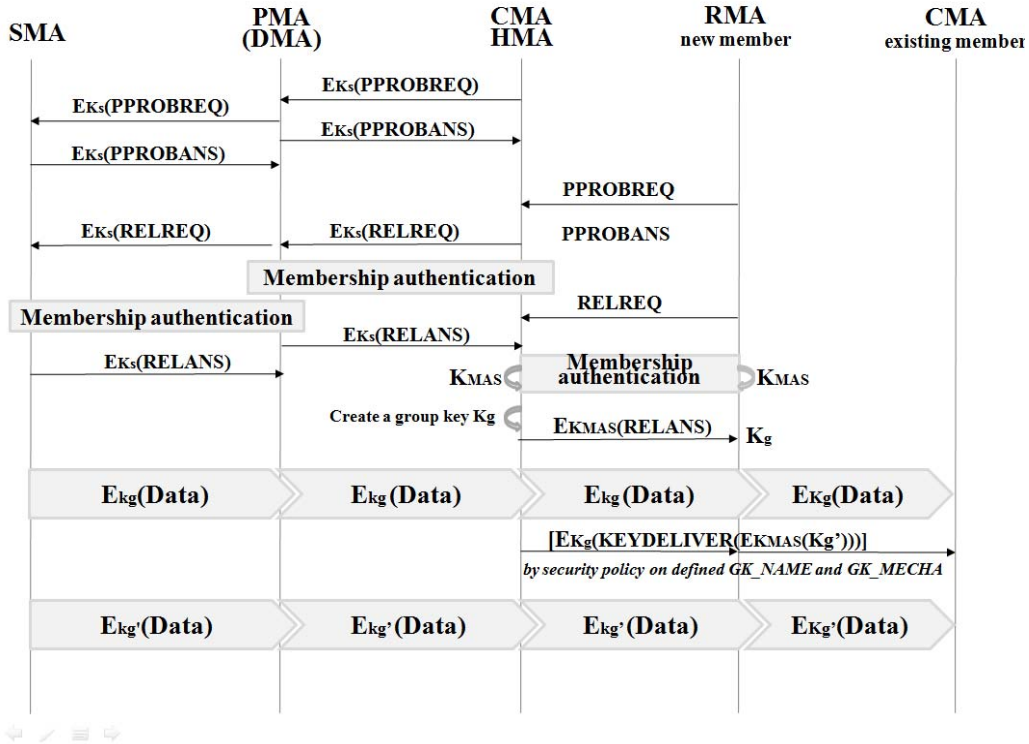 SMA
PMA
(DMA)
CMA
HMA
RMA
new member
CMA
existing member
EKs(PPROBREQ)
EKs(PPROBREQ)
EKs(PPROBANS)
EKs(PPROBANS)
PPROBREQ
EKs(RELREQ)
EKs(RELREQ)
PPROBANS
Membership authentication
RELREQ
Membership authentication
EKs(RELANS)
EKs(RELANS)
Membership
authentication
KMAS
KMAS
Create a group key Kg
EKMAS(RELANS)
Kg
Ekg(Data)
Ekg(Data)
Ekg(Data)
EKg(Data)
[EKg(KEYDELIVER(EKMAS(Kg’)))]
by security policy on defined GK_NAME and GK_MECHA
Ekg'(Data)
Ekg’(Data)
Ekg’(Data)
EKg’(Data)